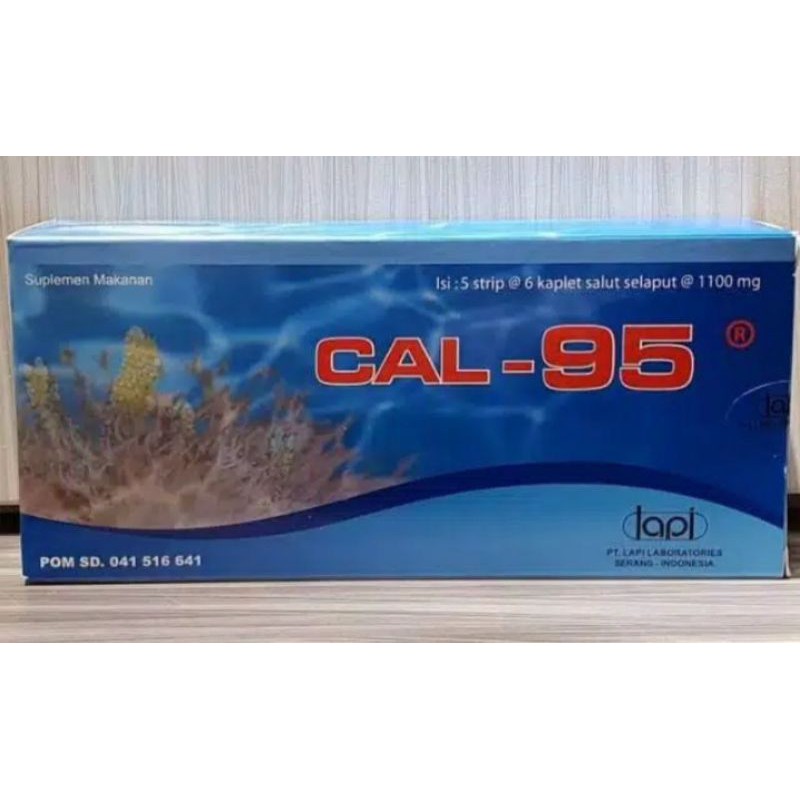 Suplemen Makanan
Isi : 5 strip @ 6 kaplet salut selaput @ 1100 mg
CAL-95 ®
lapi
PT. LAPI LABORATORIES
SERANG - INDONESIA
POM SD. 041 516 641